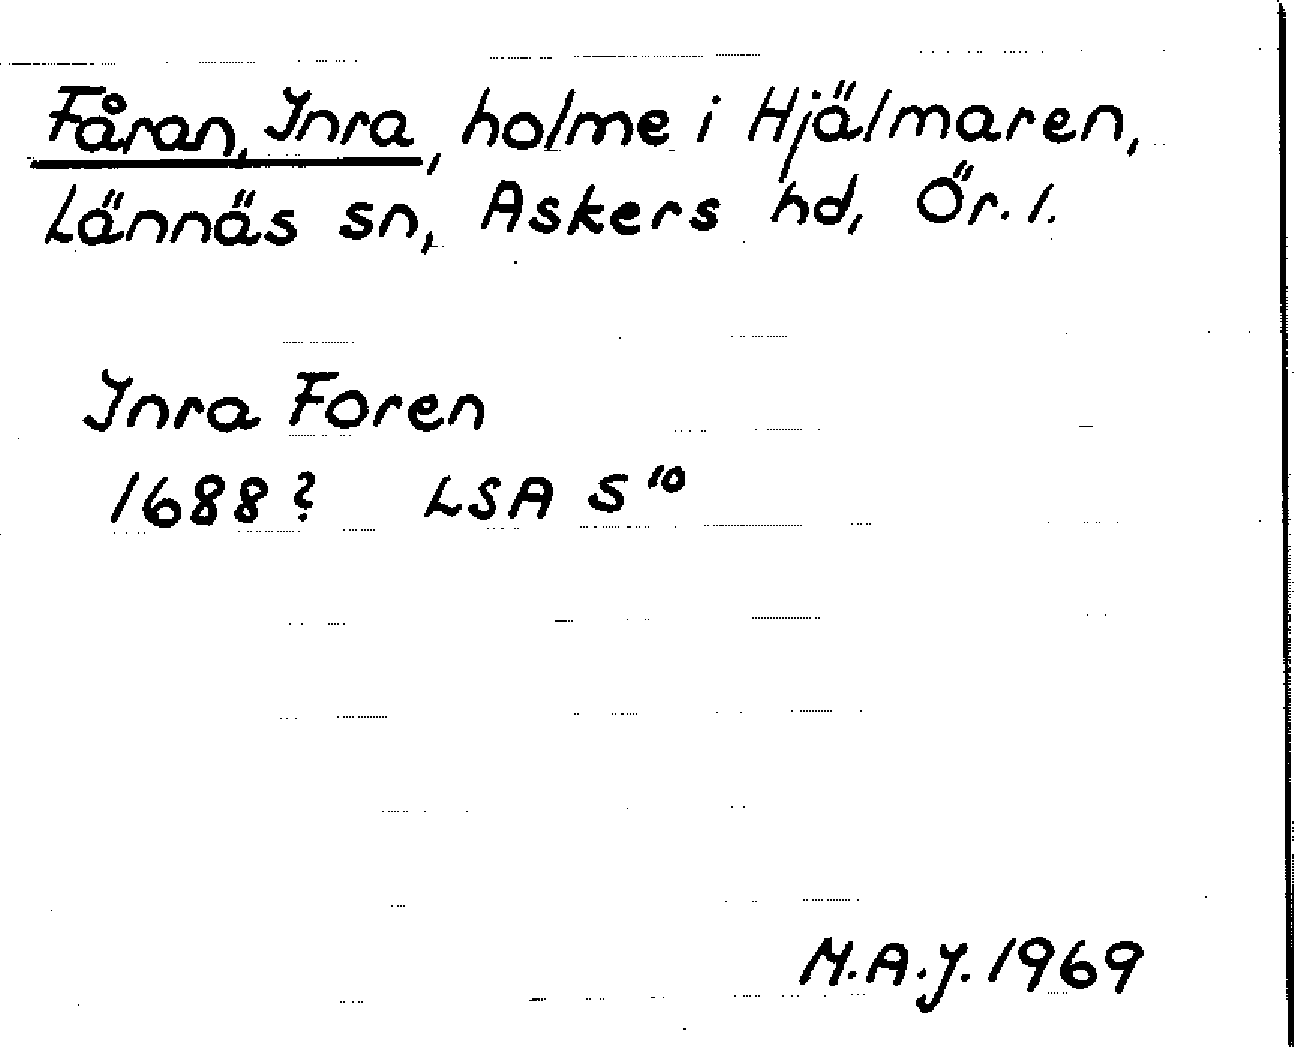 Fåran, Inra, holme i Hjälmaren,
Lännäs sn, Askers hd, Ör. l.
Inra Foren
1688? LSA S¹⁰
M.A.J. 1969